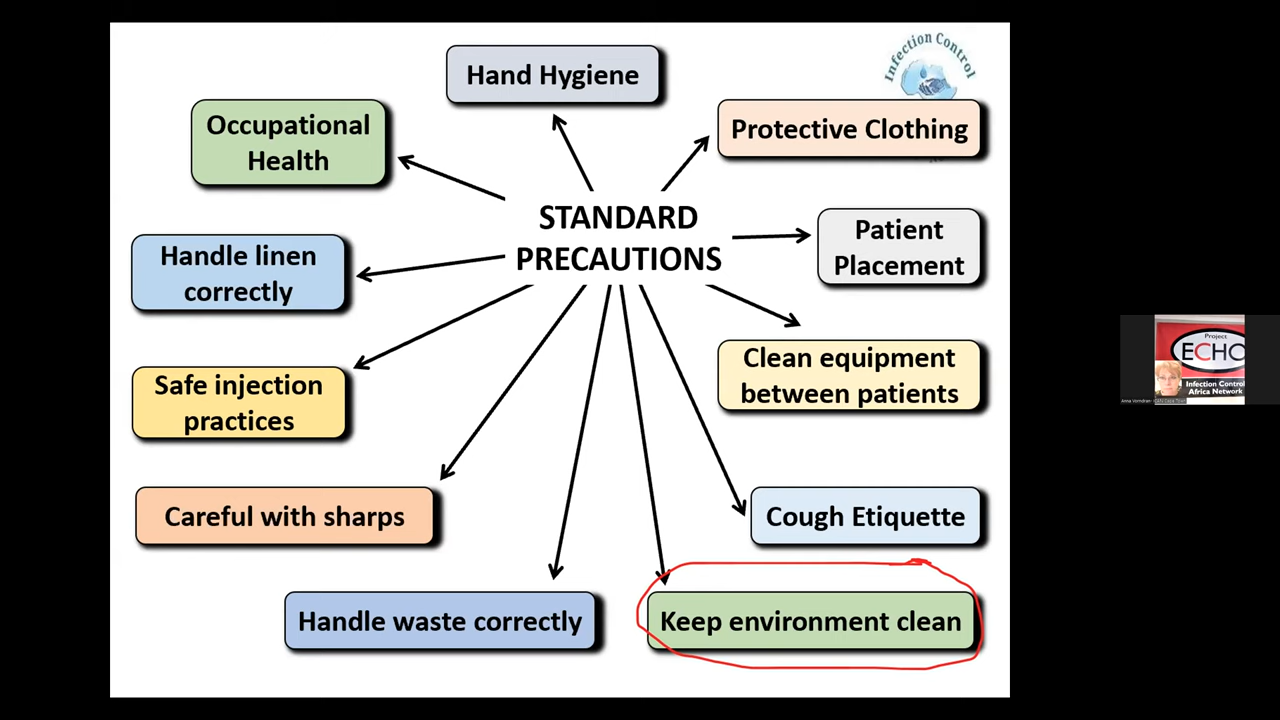 Hand Hygiene
Infection Control
Occupational
Health
Protective Clothing
STANDARD
PRECAUTIONS
Patient
Placement
Handle linen
correctly
Clean equipment
between patients
Safe injection
practices
Careful with sharps
Cough Etiquette
Handle waste correctly
Keep environment clean
Project
ECHO
Infection Control
Africa Network